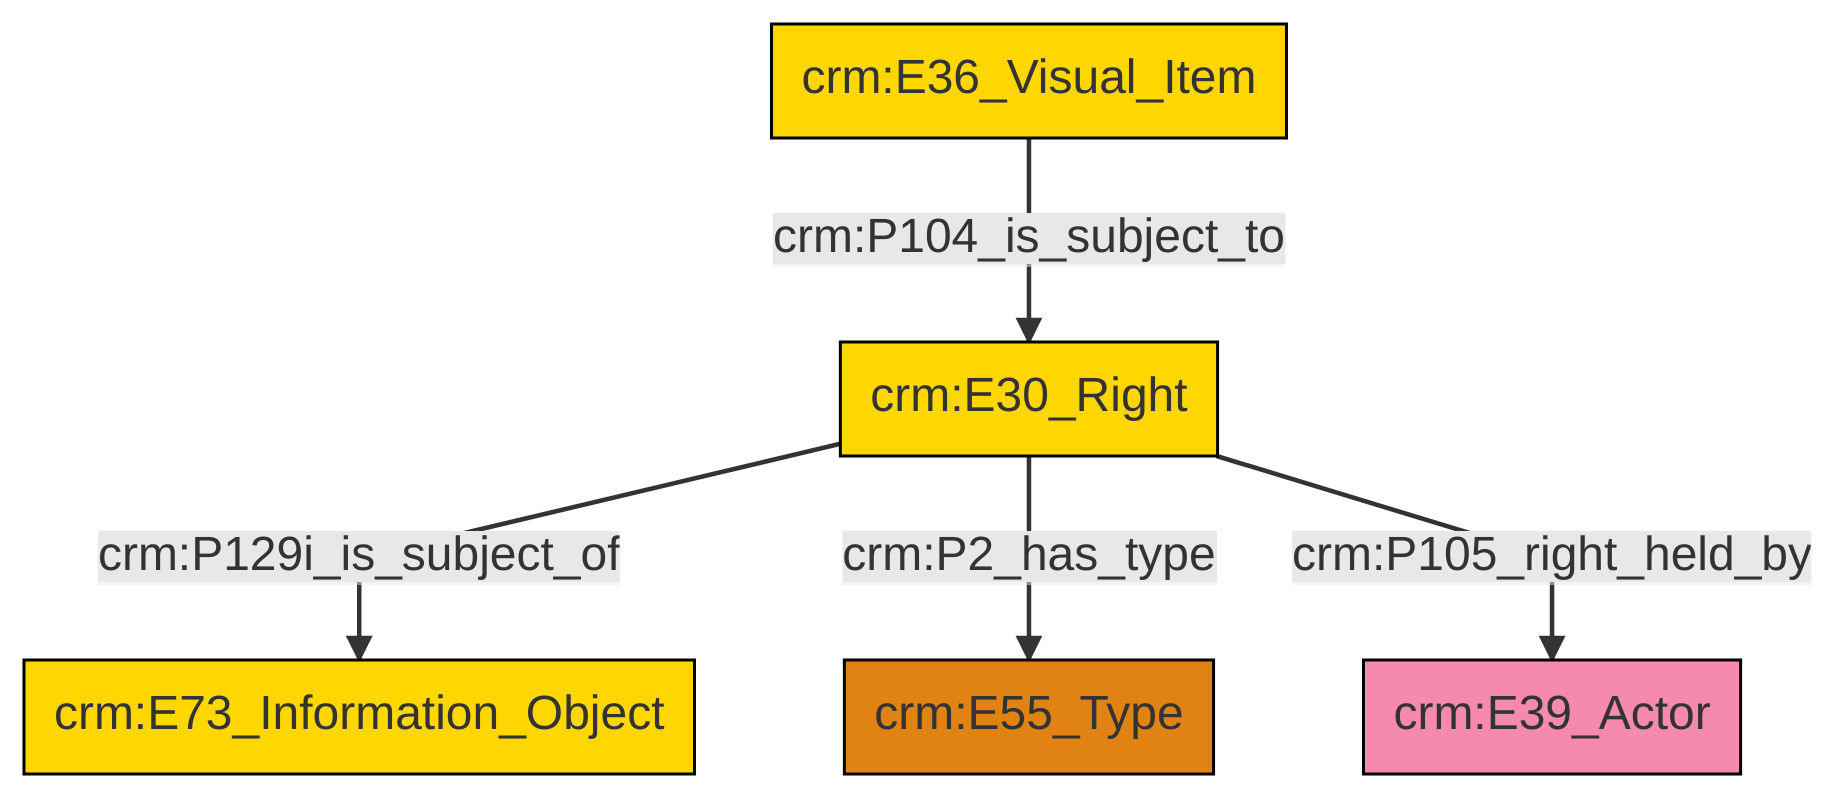 crm:E36_Visual_Item
crm:P104_is_subject_to
crm:E30_Right
crm:P129i_is_subject_of
crm:P2_has_type
crm:P105_right_held_by
crm:E73_Information_Object
crm:E55_Type
crm:E39_Actor